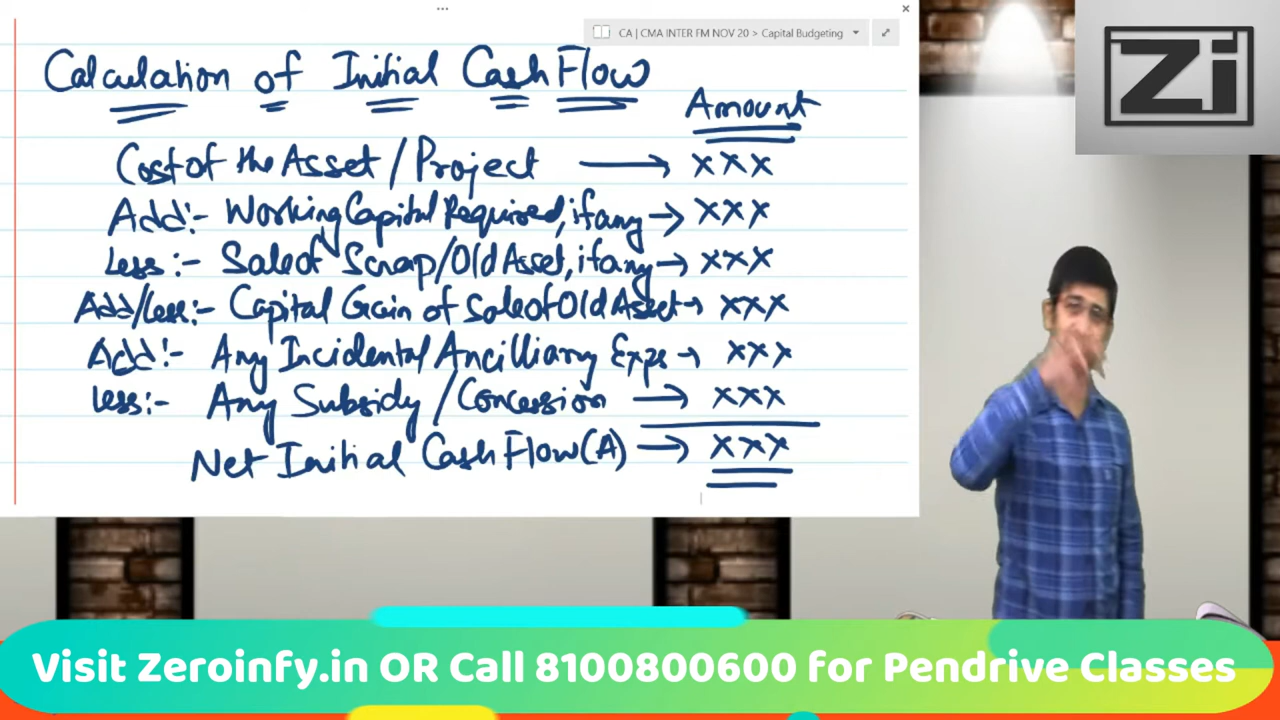 CA | CMA INTER FM NOV 20 > Capital Budgeting
Zi
Calculation of Initial Cash Flow
Amount
Cost of the Asset / Project → xxx
Add:- Working Capital Required, if any → xxx
Less:- Sale of Scrap/Old Asset, if any → xxx
Add/Less:- Capital Gain of Sale of Old Asset → xxx
Add:- Any Incidental Ancilliary Expe → xxx
Less:- Any Subsidy / Concession → xxx
Net Initial Cash Flow (A) → xxx
Visit Zeroinfy.in OR Call 8100800600 for Pendrive Classes